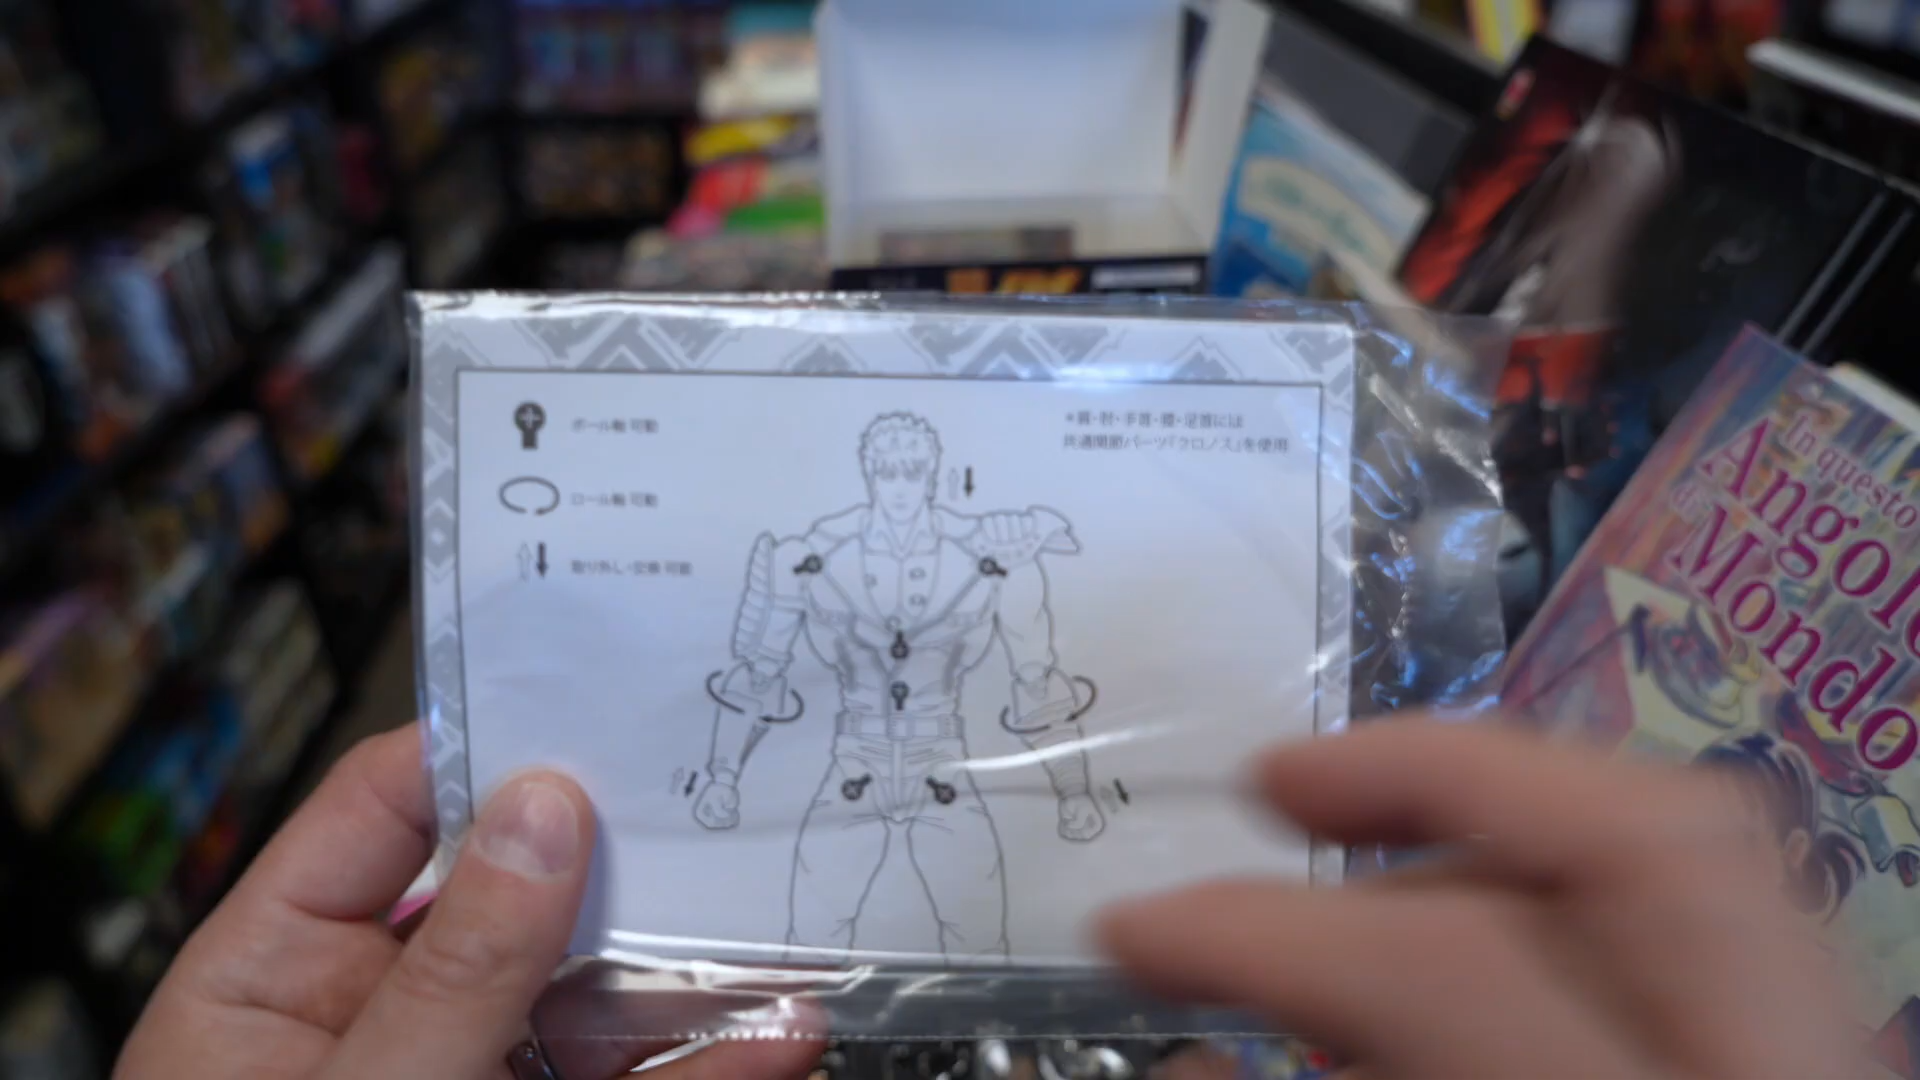 ボール軸 可動
ロール軸 可動
取り外し・交換 可能
*肩・肘・手首・腰・足首には
共通関節パーツ「クロノス」を使用
In questo
Angolo
di Mondo